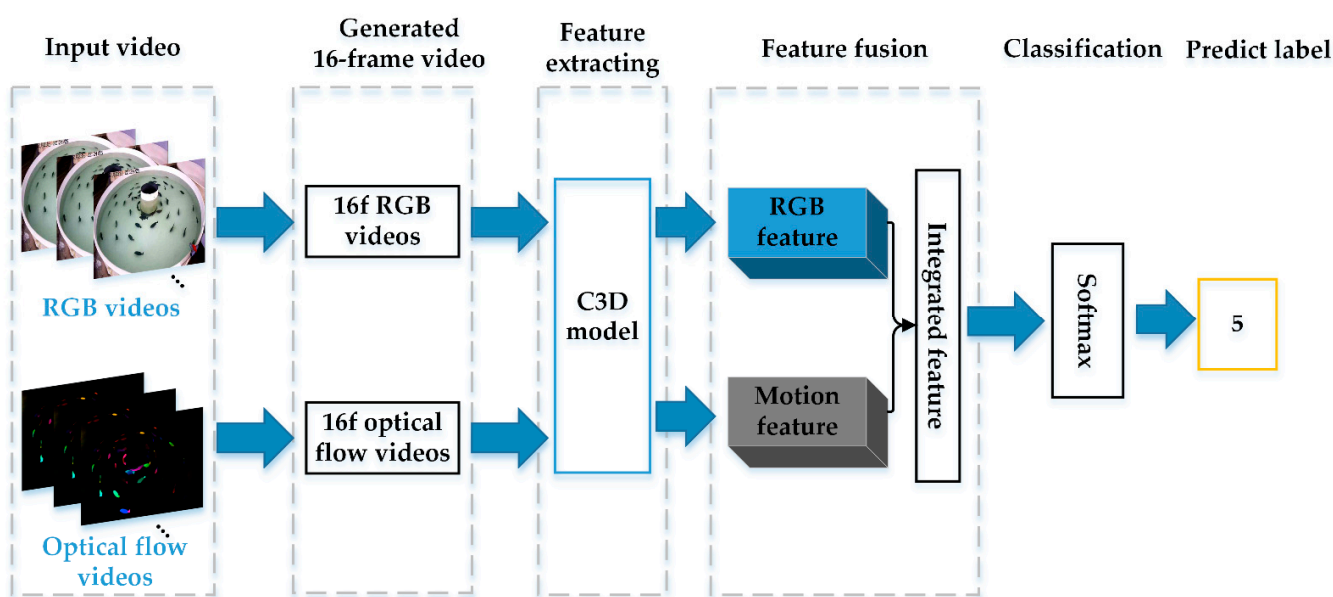 Input video
Generated
16-frame video
Feature
extracting
Feature fusion
Classification
Predict label
RGB videos
16f RGB
videos
C3D
model
RGB
feature
Integrated feature
Softmax
5
Optical flow
videos
16f optical
flow videos
Motion
feature